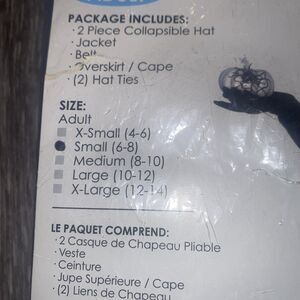 PACKAGE INCLUDES:
· 2 Piece Collapsible Hat
· Jacket
· Belt
· Overskirt / Cape
· (2) Hat Ties
SIZE:
Adult
X-Small (4-6)
Small (6-8)
Medium (8-10)
Large (10-12)
X-Large (12-14)
LE PAQUET COMPREND:
· 2 Casque de Chapeau Pliable
· Veste
· Ceinture
· Jupe Supérieure / Cape
· (2) Liens de Chapeau